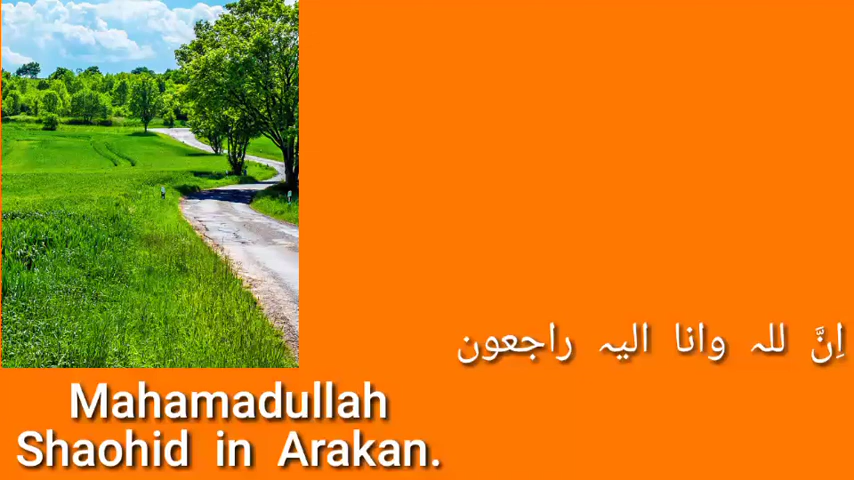 اِنَّ للہ وانا الیہ راجعون
Mahamadullah
Shaohid in Arakan.